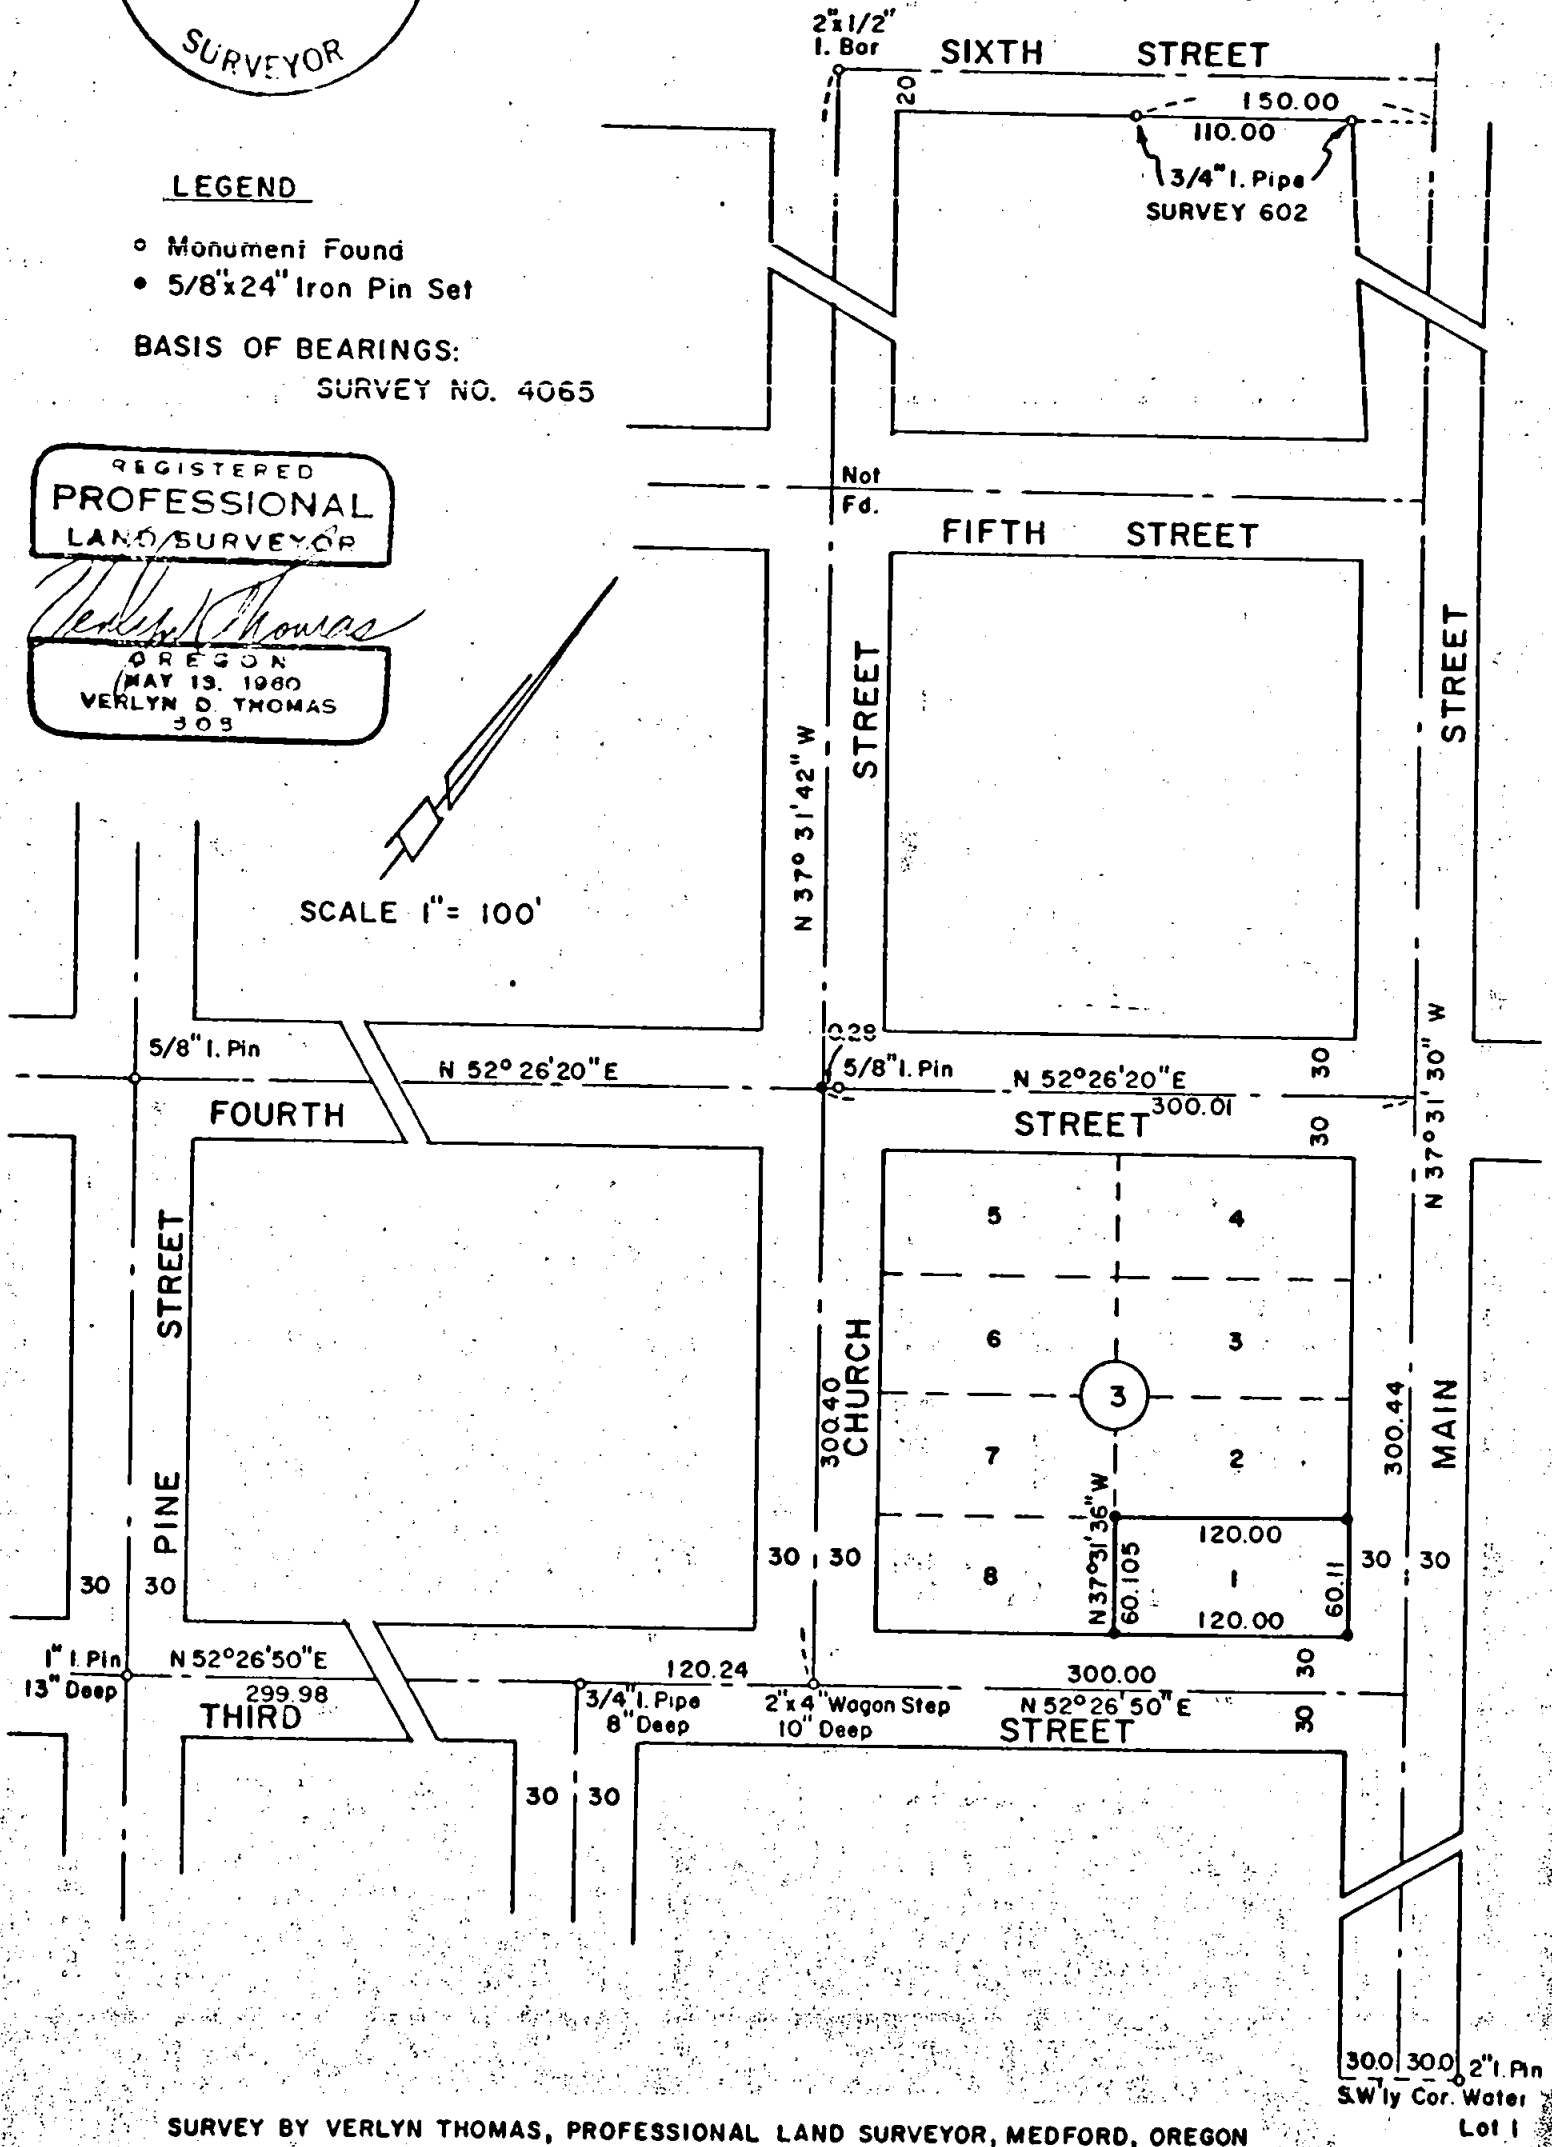 SURVEYOR
2"x1/2"
I. Bar
SIXTH STREET
20
150.00
110.00
3/4" I. Pipe
SURVEY 602
LEGEND
Monument Found
5/8"x24" Iron Pin Set
BASIS OF BEARINGS:
SURVEY NO. 4065
REGISTERED
PROFESSIONAL
LAND SURVEYOR
Verlyn D Thomas
OREGON
MAY 13, 1960
VERLYN D. THOMAS
Not
Fd.
FIFTH STREET
STREET
STREET
N 37° 31' 42" W
SCALE 1" = 100'
0.28
5/8" I. Pin
N 52° 26' 20" E
5/8" I. Pin
N 52° 26' 20" E
300.01
30
30
N 37° 31' 30" W
FOURTH
STREET
5
4
6
3
3
7
2
8
1
PINE STREET
CHURCH
300.40
MAIN
300.44
N 37° 31' 36" W
60.105
120.00
60.11
120.00
30
30
30
30
30
30
1" I. Pin
13" Deep
N 52° 26' 50" E
299.98
THIRD
120.24
3/4" I. Pipe
8" Deep
2"x4" Wagon Step
10" Deep
300.00
N 52° 26' 50" E
STREET
30
30
30
30
30.0
30.0
2" I. Pin
S.W'ly Cor. Water
Lot 1
SURVEY BY VERLYN THOMAS, PROFESSIONAL LAND SURVEYOR, MEDFORD, OREGON